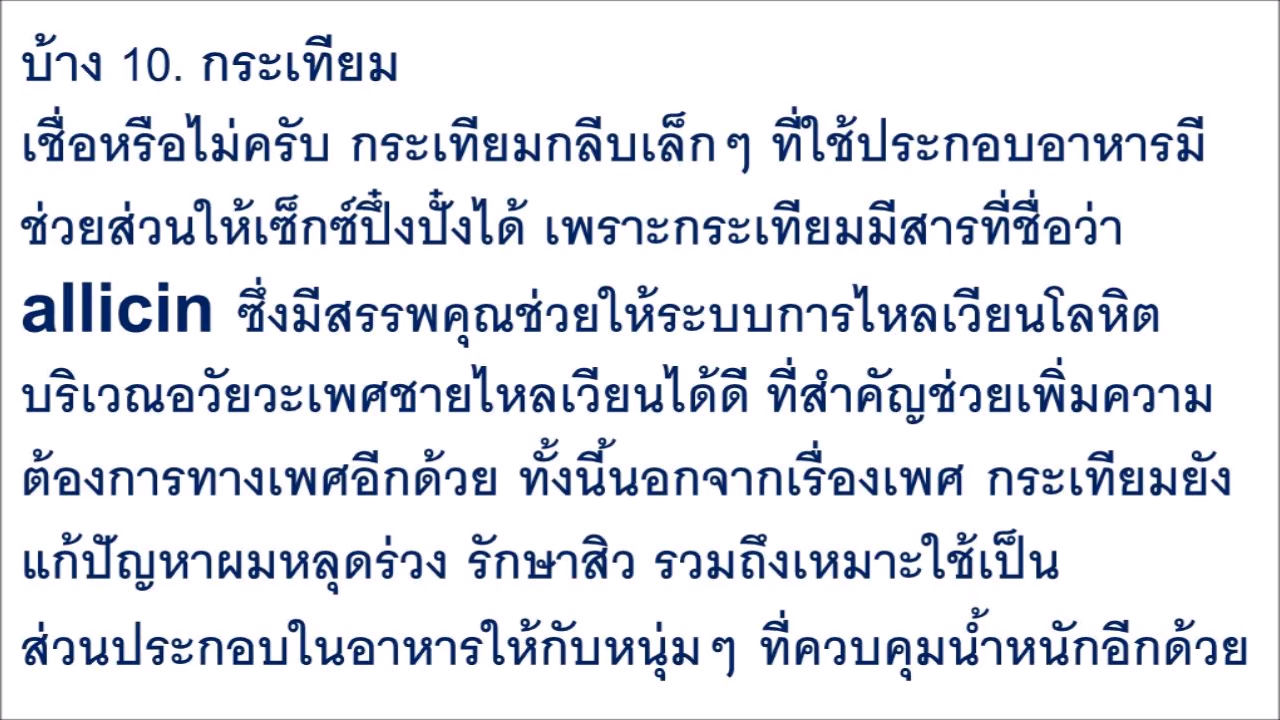 บ้าง 10. กระเทียม
เชื่อหรือไม่ครับ กระเทียมกลีบเล็กๆ ที่ใช้ประกอบอาหารมี
ช่วยส่วนให้เซ็กซ์ปึ๋งปั๋งได้ เพราะกระเทียมมีสารที่ชื่อว่า
allicin ซึ่งมีสรรพคุณช่วยให้ระบบการไหลเวียนโลหิต
บริเวณอวัยวะเพศชายไหลเวียนได้ดี ที่สำคัญช่วยเพิ่มความ
ต้องการทางเพศอีกด้วย ทั้งนี้นอกจากเรื่องเพศ กระเทียมยัง
แก้ปัญหาผมหลุดร่วง รักษาสิว รวมถึงเหมาะใช้เป็น
ส่วนประกอบในอาหารให้กับหนุ่มๆ ที่ควบคุมน้ำหนักอีกด้วย